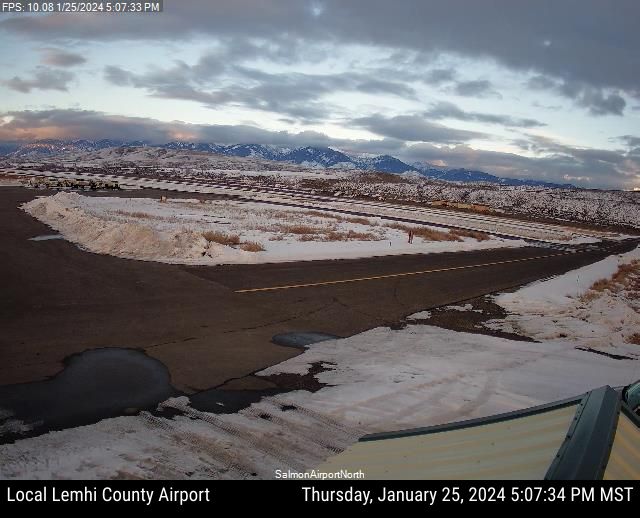 FPS: 10.08 1/25/2024 5:07:33 PM
SalmonAirportNorth
Local Lemhi County Airport Thursday, January 25, 2024 5:07:34 PM MST